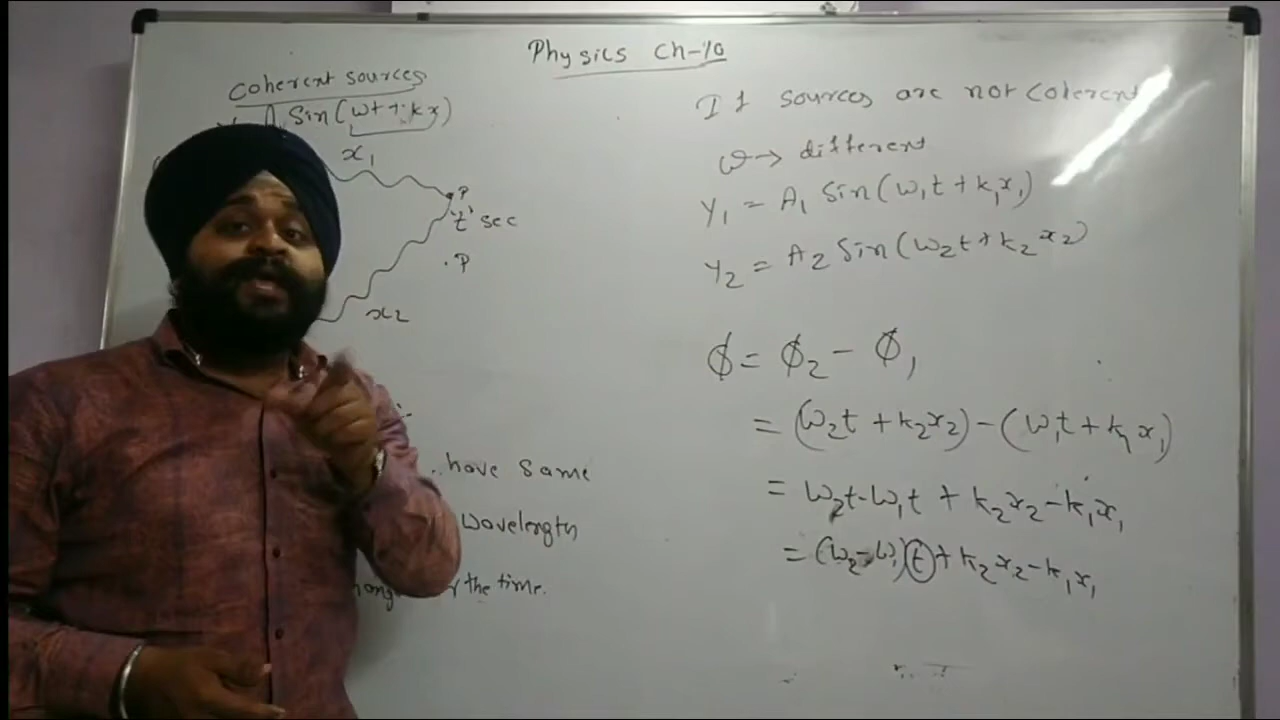 Physics Ch-10
Coherent sources
Sin(ωt + kx)
x₁
P
't' sec
.P
x₂
have same
wavelength
the time.
If sources are not coherent
ω → different
Y₁ = A₁ Sin(ω₁t + k₁x₁)
Y₂ = A₂ Sin(ω₂t + k₂x₂)
ϕ = ϕ₂ - ϕ₁
= (ω₂t + k₂x₂) - (ω₁t + k₁x₁)
= ω₂t - ω₁t + k₂x₂ - k₁x₁
= (ω₂ - ω₁)t + k₂x₂ - k₁x₁